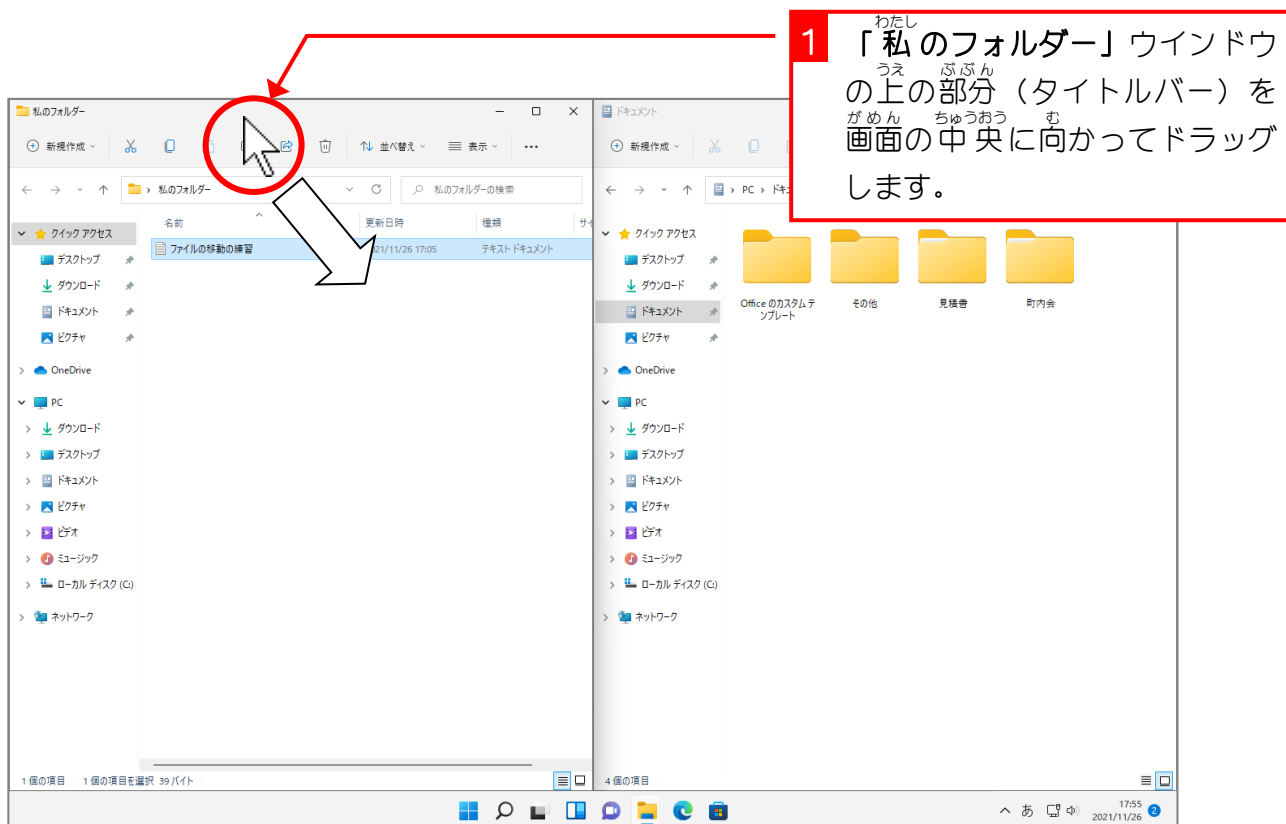 1
わたし
「私のフォルダー」ウインドウ
うえ ぶぶん
の上の部分（タイトルバー）を
がめん ちゅうおう む
画面の中央に向かってドラッグ
します。
私のフォルダー
新規作成
並べ替え
表示
私のフォルダー
私のフォルダーの検索
名前
更新日時
種類
サイ
ファイルの移動の練習
21/11/26 17:05
テキスト ドキュメント
クイック アクセス
デスクトップ
ダウンロード
ドキュメント
ピクチャ
OneDrive
PC
ダウンロード
デスクトップ
ドキュメント
ピクチャ
ビデオ
ミュージック
ローカル ディスク (C:)
ネットワーク
1 個の項目 1 個の項目を選択 39 バイト
ドキュメント
新規作成
PC › ドキュ
クイック アクセス
デスクトップ
ダウンロード
ドキュメント
ピクチャ
OneDrive
PC
ダウンロード
デスクトップ
ドキュメント
ピクチャ
ビデオ
ミュージック
ローカル ディスク (C:)
ネットワーク
Office のカスタム テ
ンプレート
その他
見積書
町内会
4 個の項目
あ
17:55
2021/11/26
2